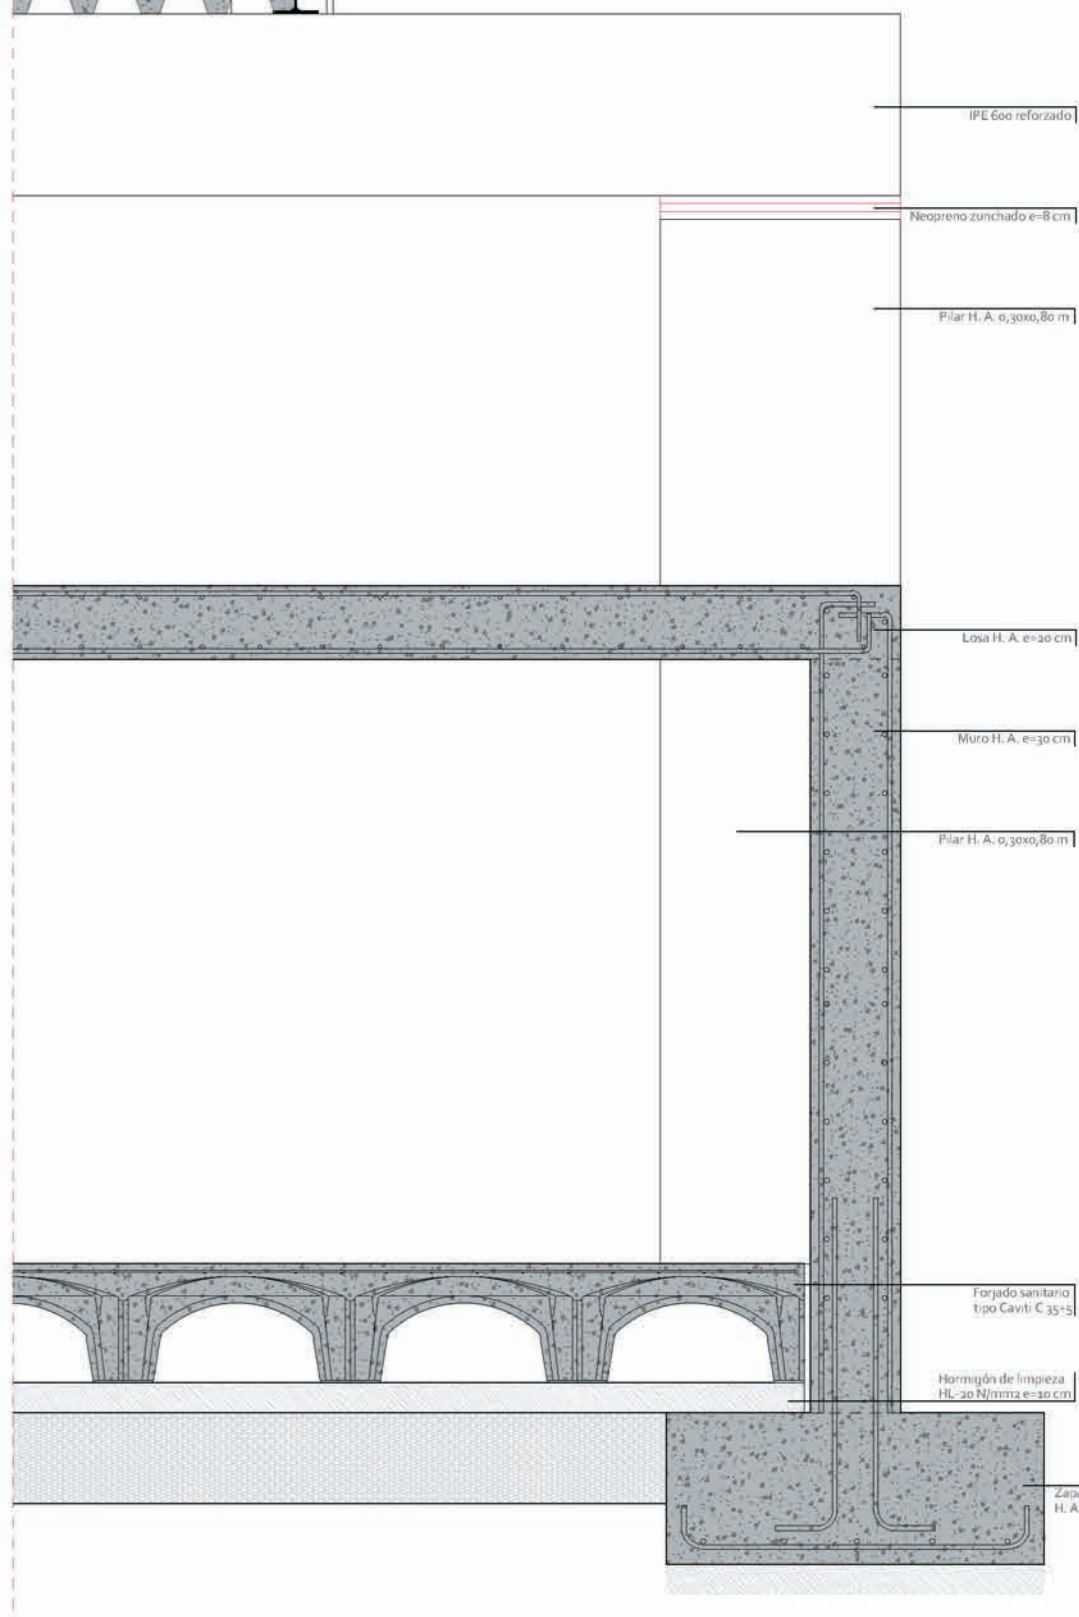 IPE 600 reforzado
Neopreno zunchado e=8 cm
Pilar H. A. 0,30x0,80 m
Losa H. A. e=20 cm
Muro H. A. e=30 cm
Pilar H. A. 0,30x0,80 m
Forjado sanitario
tipo Caviti C 35+5
Hormigón de limpieza
HL-20 N/mm2 e=10 cm
Zapa
H. A